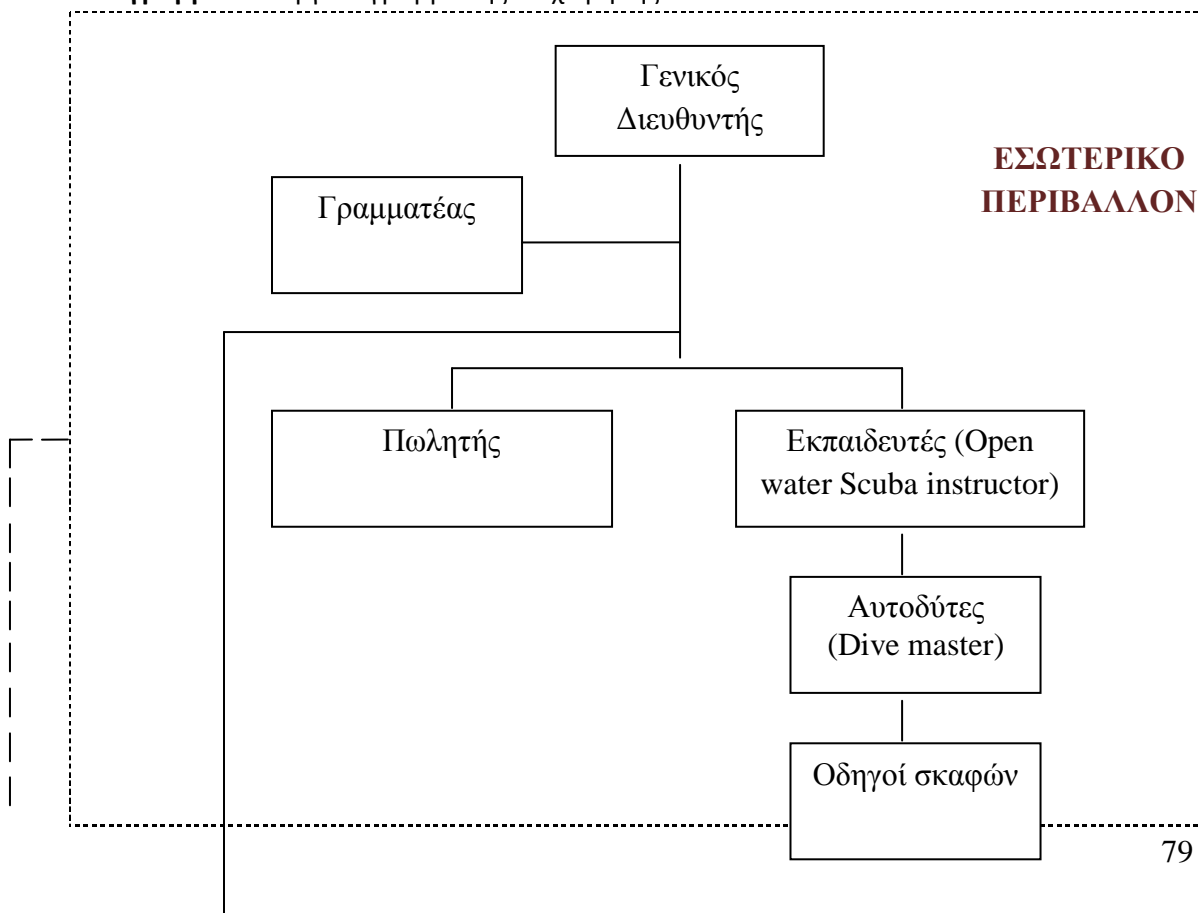 Γενικός
Διευθυντής
ΕΣΩΤΕΡΙΚΟ
ΠΕΡΙΒΑΛΛΟΝ
Γραμματέας
Πωλητής
Εκπαιδευτές (Open
water Scuba instructor)
Αυτοδύτες
(Dive master)
Οδηγοί σκαφών
79